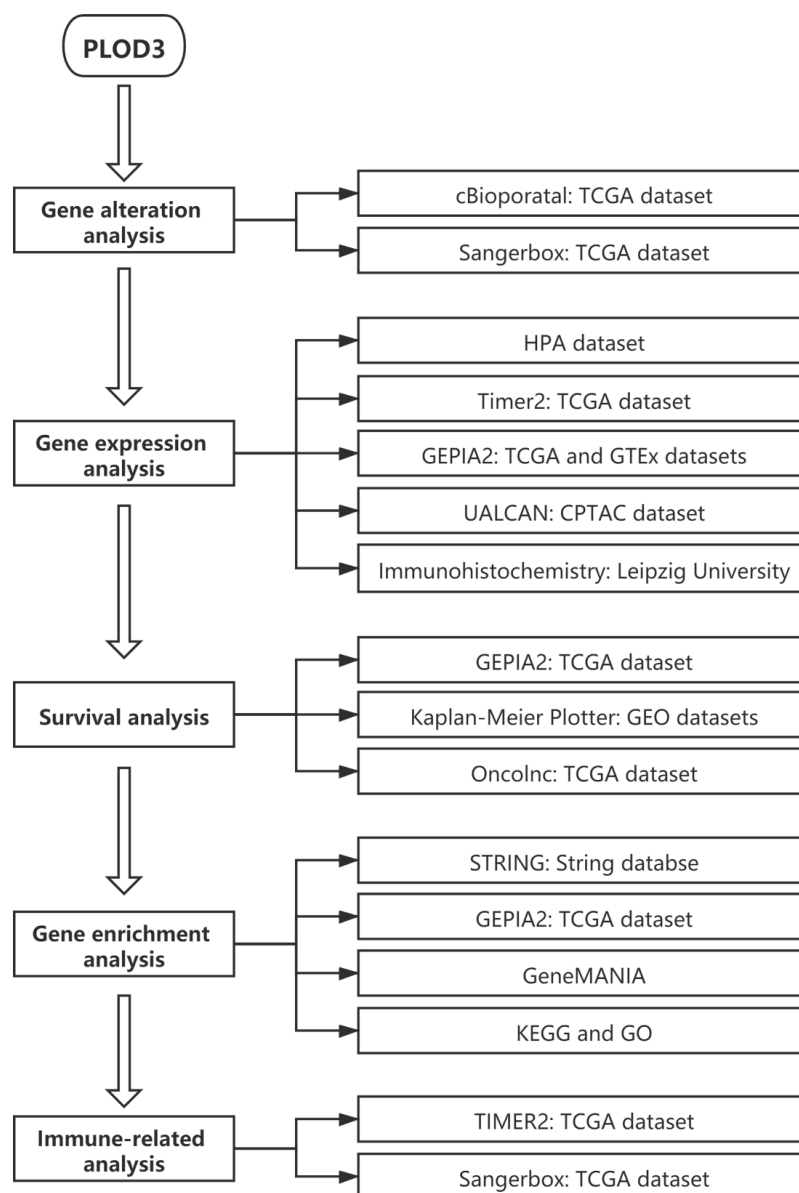 PLOD3
Gene alteration
analysis
cBioporatal: TCGA dataset
Sangerbox: TCGA dataset
Gene expression
analysis
HPA dataset
Timer2: TCGA dataset
GEPIA2: TCGA and GTEx datasets
UALCAN: CPTAC dataset
Immunohistochemistry: Leipzig University
Survival analysis
GEPIA2: TCGA dataset
Kaplan-Meier Plotter: GEO datasets
Oncolnc: TCGA dataset
Gene enrichment
analysis
STRING: String databse
GEPIA2: TCGA dataset
GeneMANIA
KEGG and GO
Immune-related
analysis
TIMER2: TCGA dataset
Sangerbox: TCGA dataset